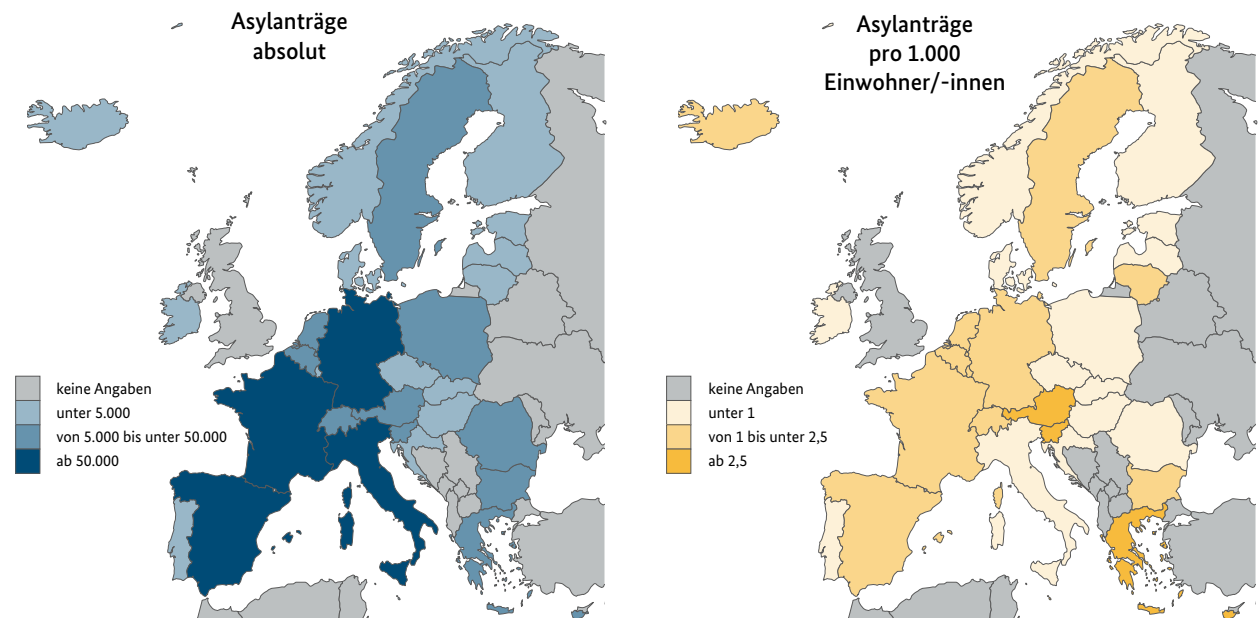 Asylanträge
absolut
keine Angaben
unter 5.000
von 5.000 bis unter 50.000
ab 50.000
Asylanträge
pro 1.000
Einwohner/-innen
keine Angaben
unter 1
von 1 bis unter 2,5
ab 2,5